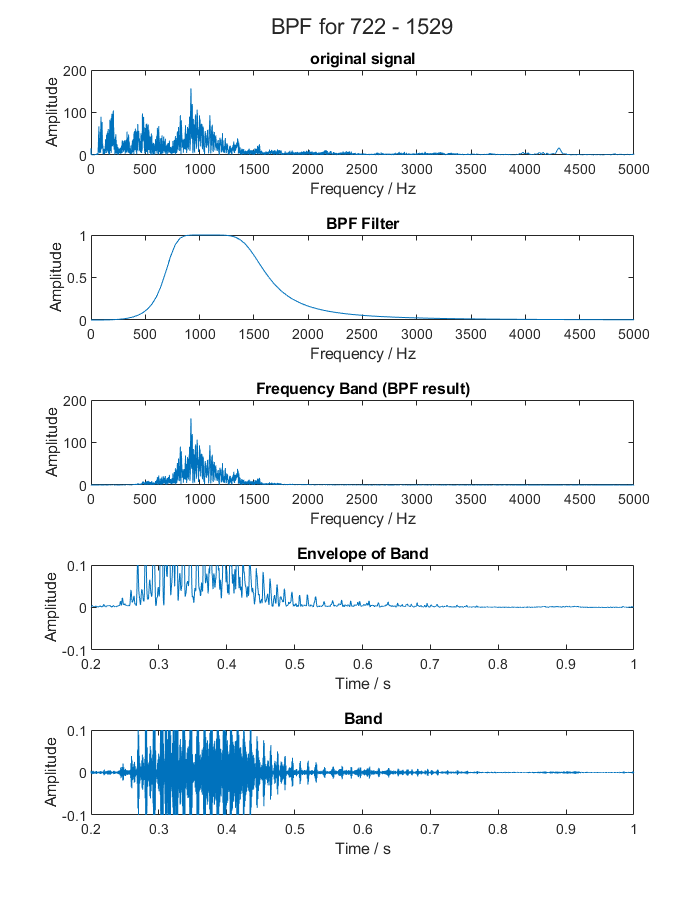 BPF for 722 - 1529
original signal
200
100
0
Amplitude
0 500 1000 1500 2000 2500 3000 3500 4000 4500 5000
Frequency / Hz
BPF Filter
1
0.5
0
Amplitude
0 500 1000 1500 2000 2500 3000 3500 4000 4500 5000
Frequency / Hz
Frequency Band (BPF result)
200
100
0
Amplitude
0 500 1000 1500 2000 2500 3000 3500 4000 4500 5000
Frequency / Hz
Envelope of Band
0.1
0
-0.1
Amplitude
0.2 0.3 0.4 0.5 0.6 0.7 0.8 0.9 1
Time / s
Band
0.1
0
-0.1
Amplitude
0.2 0.3 0.4 0.5 0.6 0.7 0.8 0.9 1
Time / s